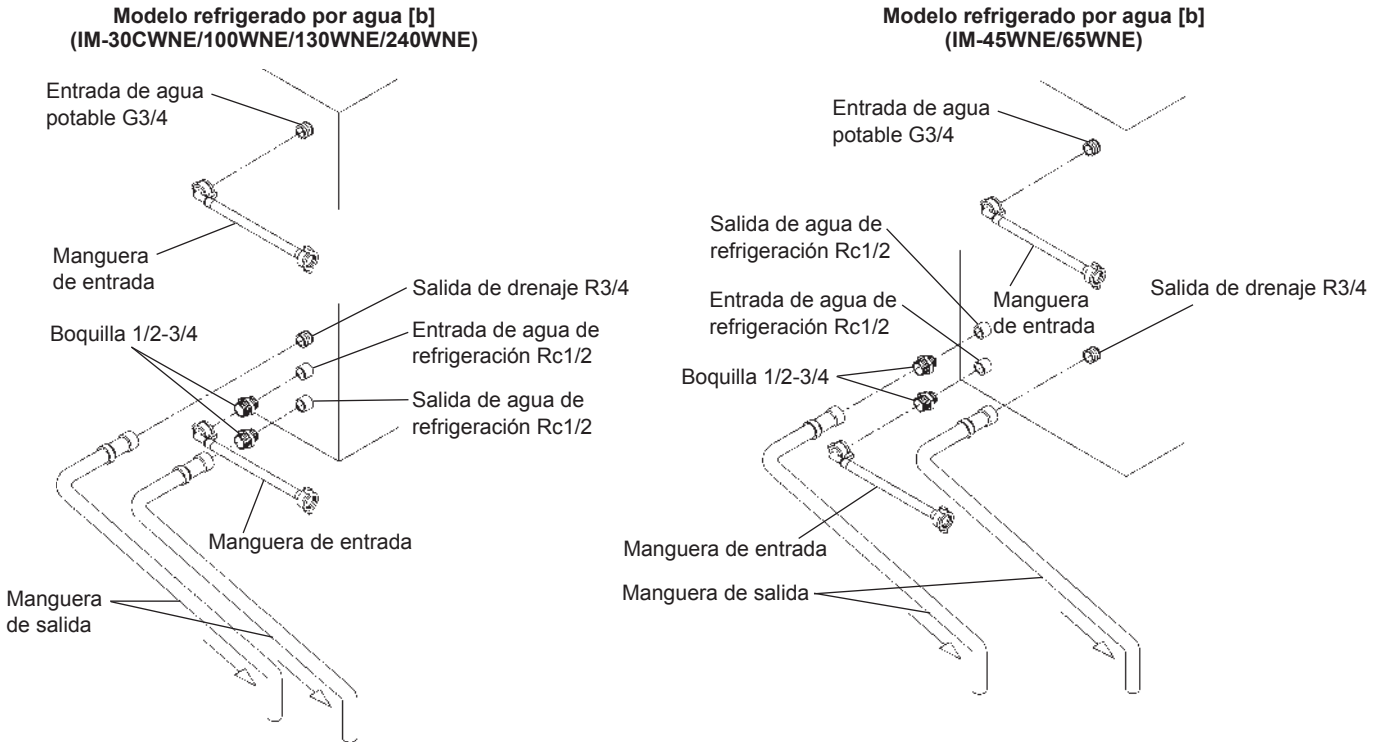 Modelo refrigerado por agua [b]
(IM-30CWNE/100WNE/130WNE/240WNE)
Entrada de agua
potable G3/4
Manguera
de entrada
Salida de drenaje R3/4
Boquilla 1/2-3/4
Entrada de agua de
refrigeración Rc1/2
Salida de agua de
refrigeración Rc1/2
Manguera de entrada
Manguera
de salida
Modelo refrigerado por agua [b]
(IM-45WNE/65WNE)
Entrada de agua
potable G3/4
Salida de agua de
refrigeración Rc1/2
Entrada de agua de
refrigeración Rc1/2
Manguera
de entrada
Salida de drenaje R3/4
Boquilla 1/2-3/4
Manguera de entrada
Manguera de salida